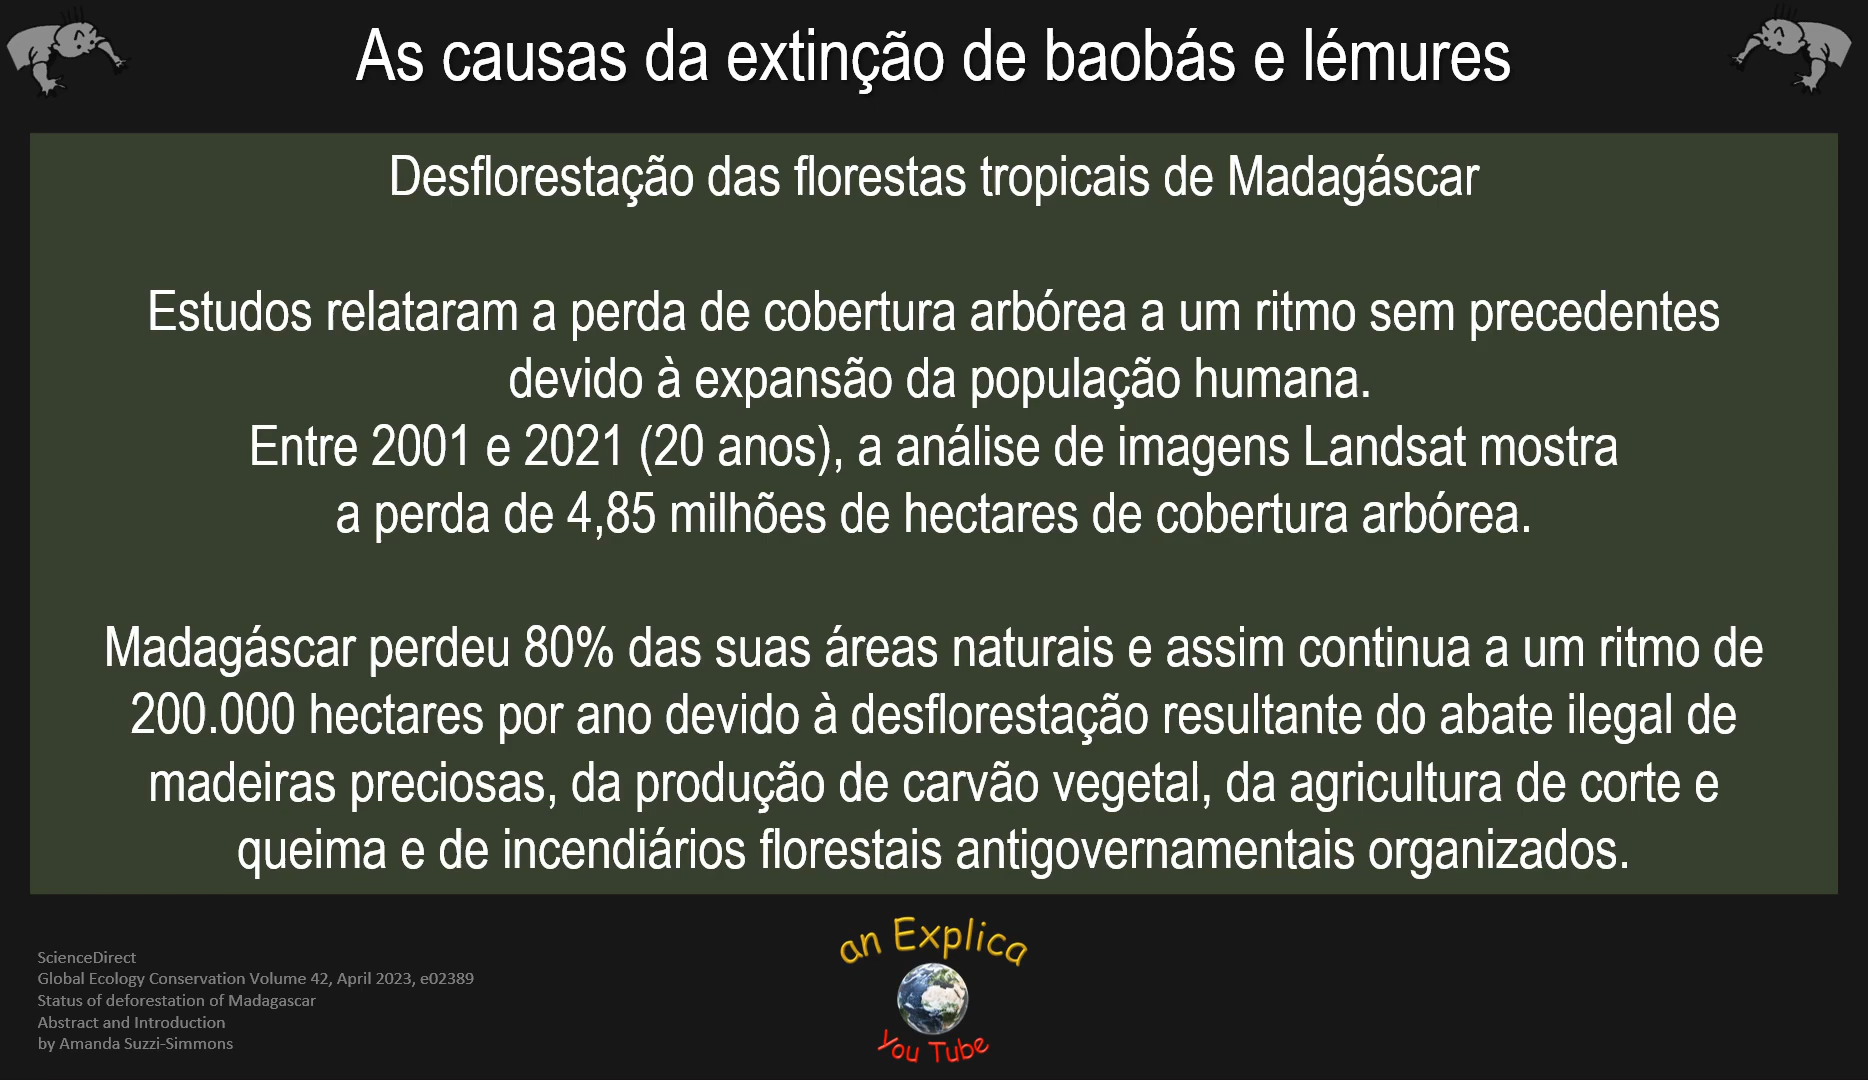 As causas da extinção de baobás e lémures
Desflorestação das florestas tropicais de Madagáscar
Estudos relataram a perda de cobertura arbórea a um ritmo sem precedentes
devido à expansão da população humana.
Entre 2001 e 2021 (20 anos), a análise de imagens Landsat mostra
a perda de 4,85 milhões de hectares de cobertura arbórea.
Madagáscar perdeu 80% das suas áreas naturais e assim continua a um ritmo de
200.000 hectares por ano devido à desflorestação resultante do abate ilegal de
madeiras preciosas, da produção de carvão vegetal, da agricultura de corte e
queima e de incendiários florestais antigovernamentais organizados.
ScienceDirect
Global Ecology Conservation Volume 42, April 2023, e02389
Status of deforestation of Madagascar
Abstract and Introduction
by Amanda Suzzi-Simmons
an Explica
You Tube